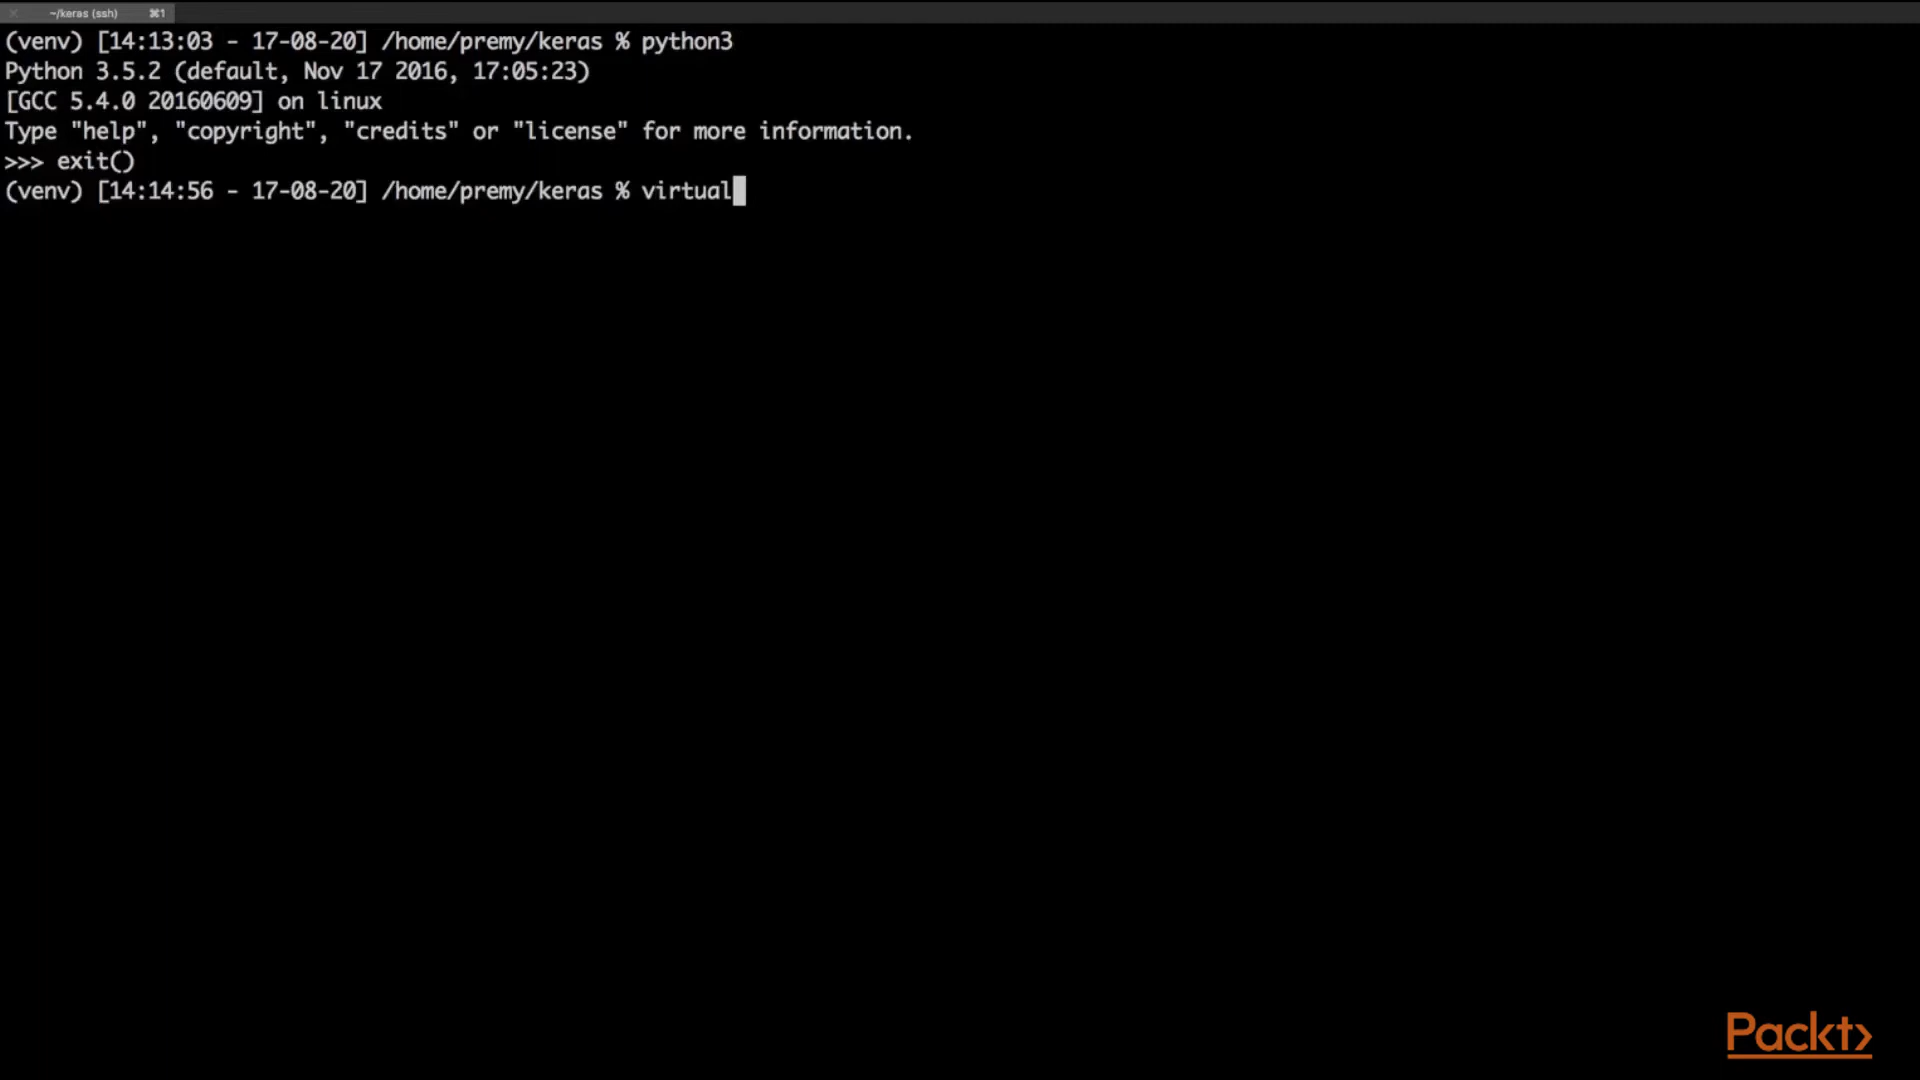 ~/keras (ssh) ⌘1
(venv) [14:13:03 - 17-08-20] /home/premy/keras % python3
Python 3.5.2 (default, Nov 17 2016, 17:05:23)
[GCC 5.4.0 20160609] on linux
Type "help", "copyright", "credits" or "license" for more information.
>>> exit()
(venv) [14:14:56 - 17-08-20] /home/premy/keras % virtual
Packt>